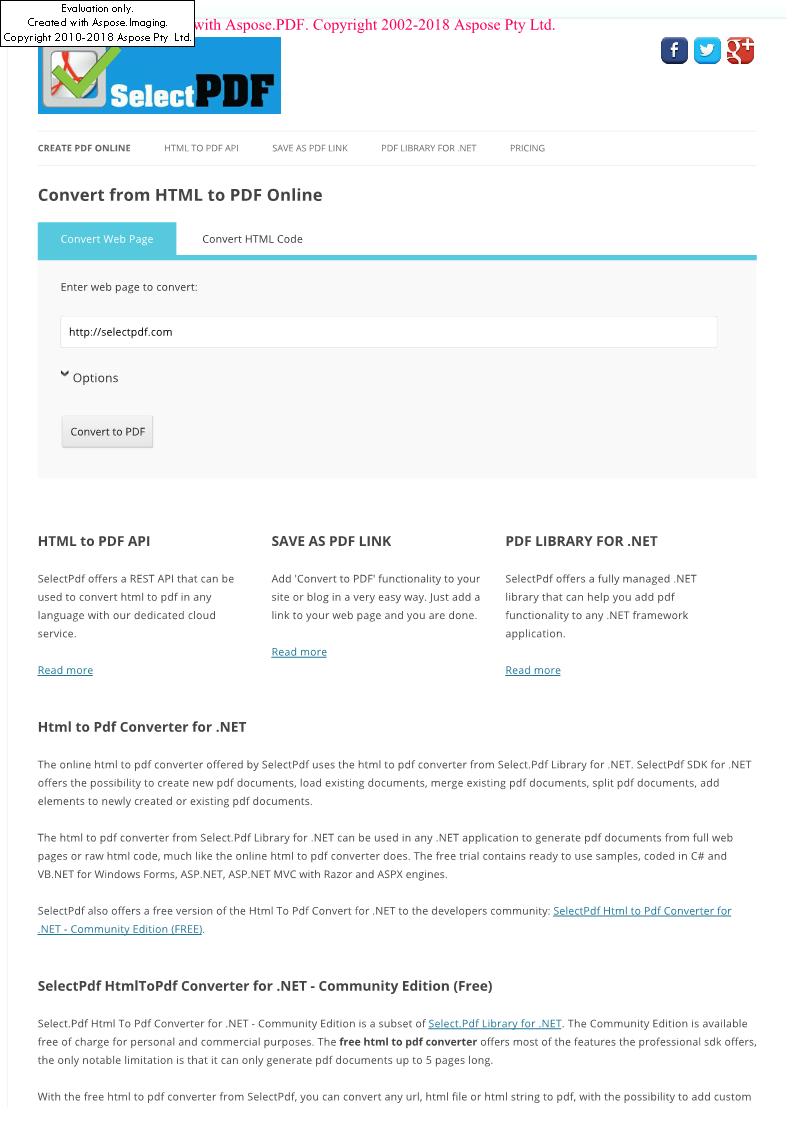 Evaluation only.
Created with Aspose.Imaging.
Copyright 2010-2018 Aspose Pty Ltd.
with Aspose.PDF. Copyright 2002-2018 Aspose Pty Ltd.
SelectPDF
f
g+
CREATE PDF ONLINE HTML TO PDF API SAVE AS PDF LINK PDF LIBRARY FOR .NET PRICING
Convert from HTML to PDF Online
Convert Web Page Convert HTML Code
Enter web page to convert:
http://selectpdf.com
Options
Convert to PDF
HTML to PDF API
SelectPdf offers a REST API that can be
used to convert html to pdf in any
language with our dedicated cloud
service.
Read more
SAVE AS PDF LINK
Add 'Convert to PDF' functionality to your
site or blog in a very easy way. Just add a
link to your web page and you are done.
Read more
PDF LIBRARY FOR .NET
SelectPdf offers a fully managed .NET
library that can help you add pdf
functionality to any .NET framework
application.
Read more
Html to Pdf Converter for .NET
The online html to pdf converter offered by SelectPdf uses the html to pdf converter from Select.Pdf Library for .NET. SelectPdf SDK for .NET
offers the possibility to create new pdf documents, load existing documents, merge existing pdf documents, split pdf documents, add
elements to newly created or existing pdf documents.
The html to pdf converter from Select.Pdf Library for .NET can be used in any .NET application to generate pdf documents from full web
pages or raw html code, much like the online html to pdf converter does. The free trial contains ready to use samples, coded in C# and
VB.NET for Windows Forms, ASP.NET, ASP.NET MVC with Razor and ASPX engines.
SelectPdf also offers a free version of the Html To Pdf Convert for .NET to the developers community: SelectPdf Html to Pdf Converter for
.NET - Community Edition (FREE).
SelectPdf HtmlToPdf Converter for .NET - Community Edition (Free)
Select.Pdf Html To Pdf Converter for .NET - Community Edition is a subset of Select.Pdf Library for .NET. The Community Edition is available
free of charge for personal and commercial purposes. The free html to pdf converter offers most of the features the professional sdk offers,
the only notable limitation is that it can only generate pdf documents up to 5 pages long.
With the free html to pdf converter from SelectPdf, you can convert any url, html file or html string to pdf, with the possibility to add custom